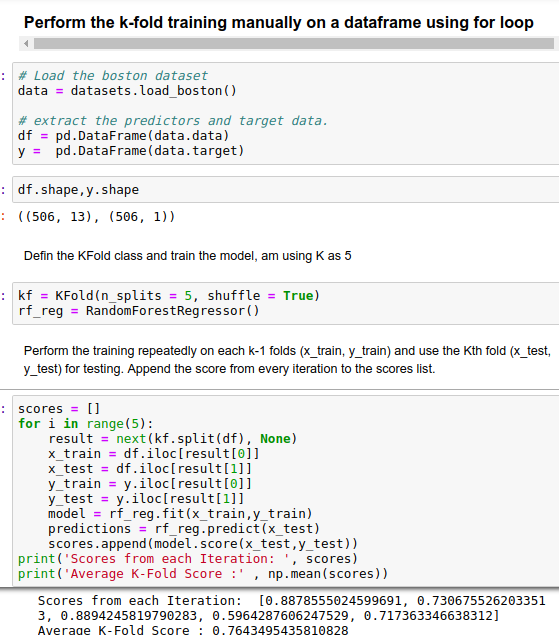 Perform the k-fold training manually on a dataframe using for loop
: # Load the boston dataset
data = datasets.load_boston()
# extract the predictors and target data.
df = pd.DataFrame(data.data)
y =  pd.DataFrame(data.target)
: df.shape,y.shape
: ((506, 13), (506, 1))
Defin the KFold class and train the model, am using K as 5
: kf = KFold(n_splits = 5, shuffle = True)
rf_reg = RandomForestRegressor()
Perform the training repeatedly on each k-1 folds (x_train, y_train) and use the Kth fold (x_test,
y_test) for testing. Append the score from every iteration to the scores list.
: scores = []
for i in range(5):
    result = next(kf.split(df), None)
    x_train = df.iloc[result[0]]
    x_test = df.iloc[result[1]]
    y_train = y.iloc[result[0]]
    y_test = y.iloc[result[1]]
    model = rf_reg.fit(x_train,y_train)
    predictions = rf_reg.predict(x_test)
    scores.append(model.score(x_test,y_test))
print('Scores from each Iteration: ', scores)
print('Average K-Fold Score :' , np.mean(scores))
Scores from each Iteration:  [0.8878555024599691, 0.730675526203351
3, 0.8894245819790283, 0.5964287606247529, 0.717363346638312]
Average K-Fold Score : 0.7643495435810828